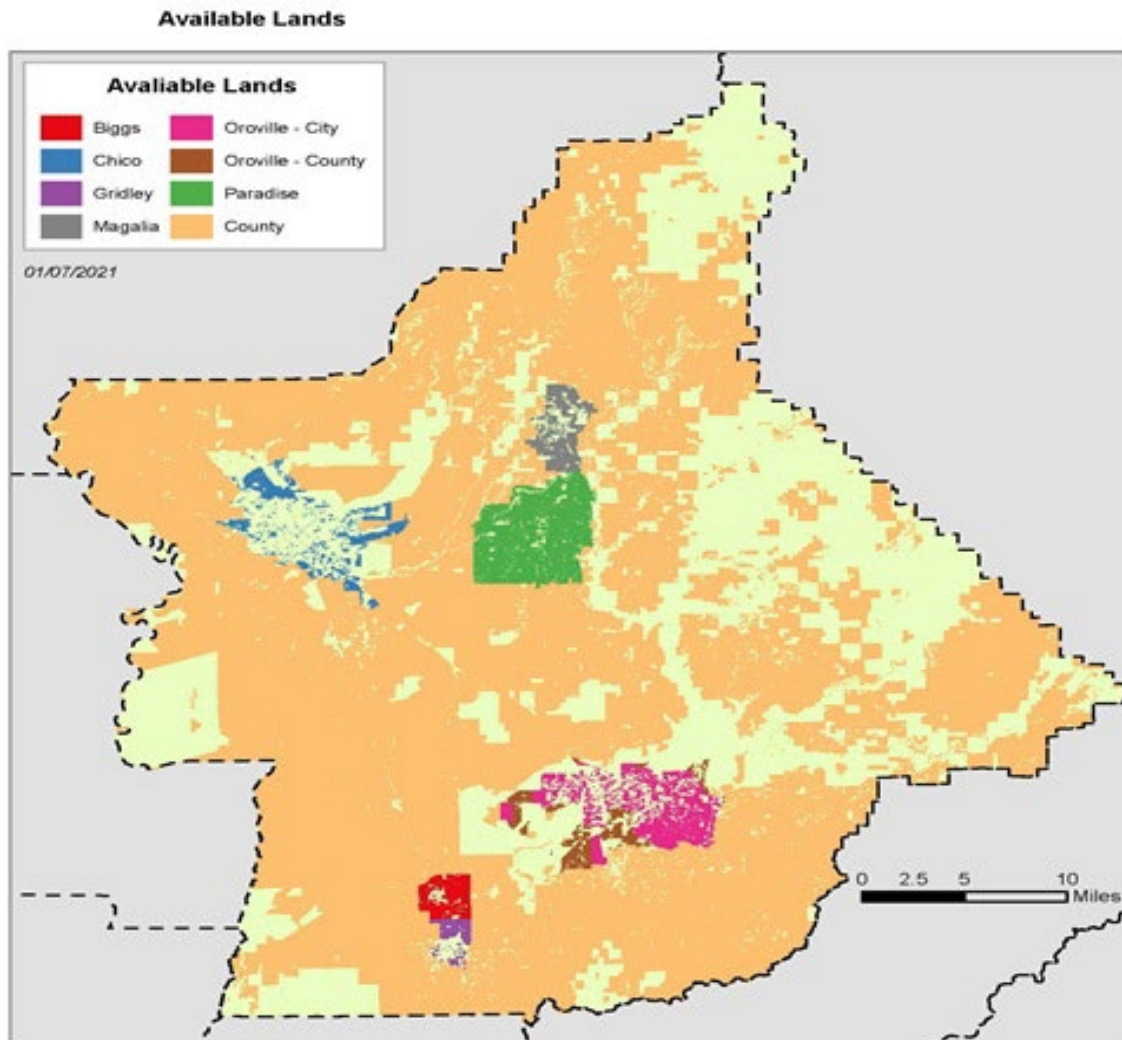 Available Lands
Avaliable Lands
Biggs
Oroville - City
Chico
Oroville - County
Gridley
Paradise
Magalia
County
01/07/2021
0 2.5 5 10
Miles